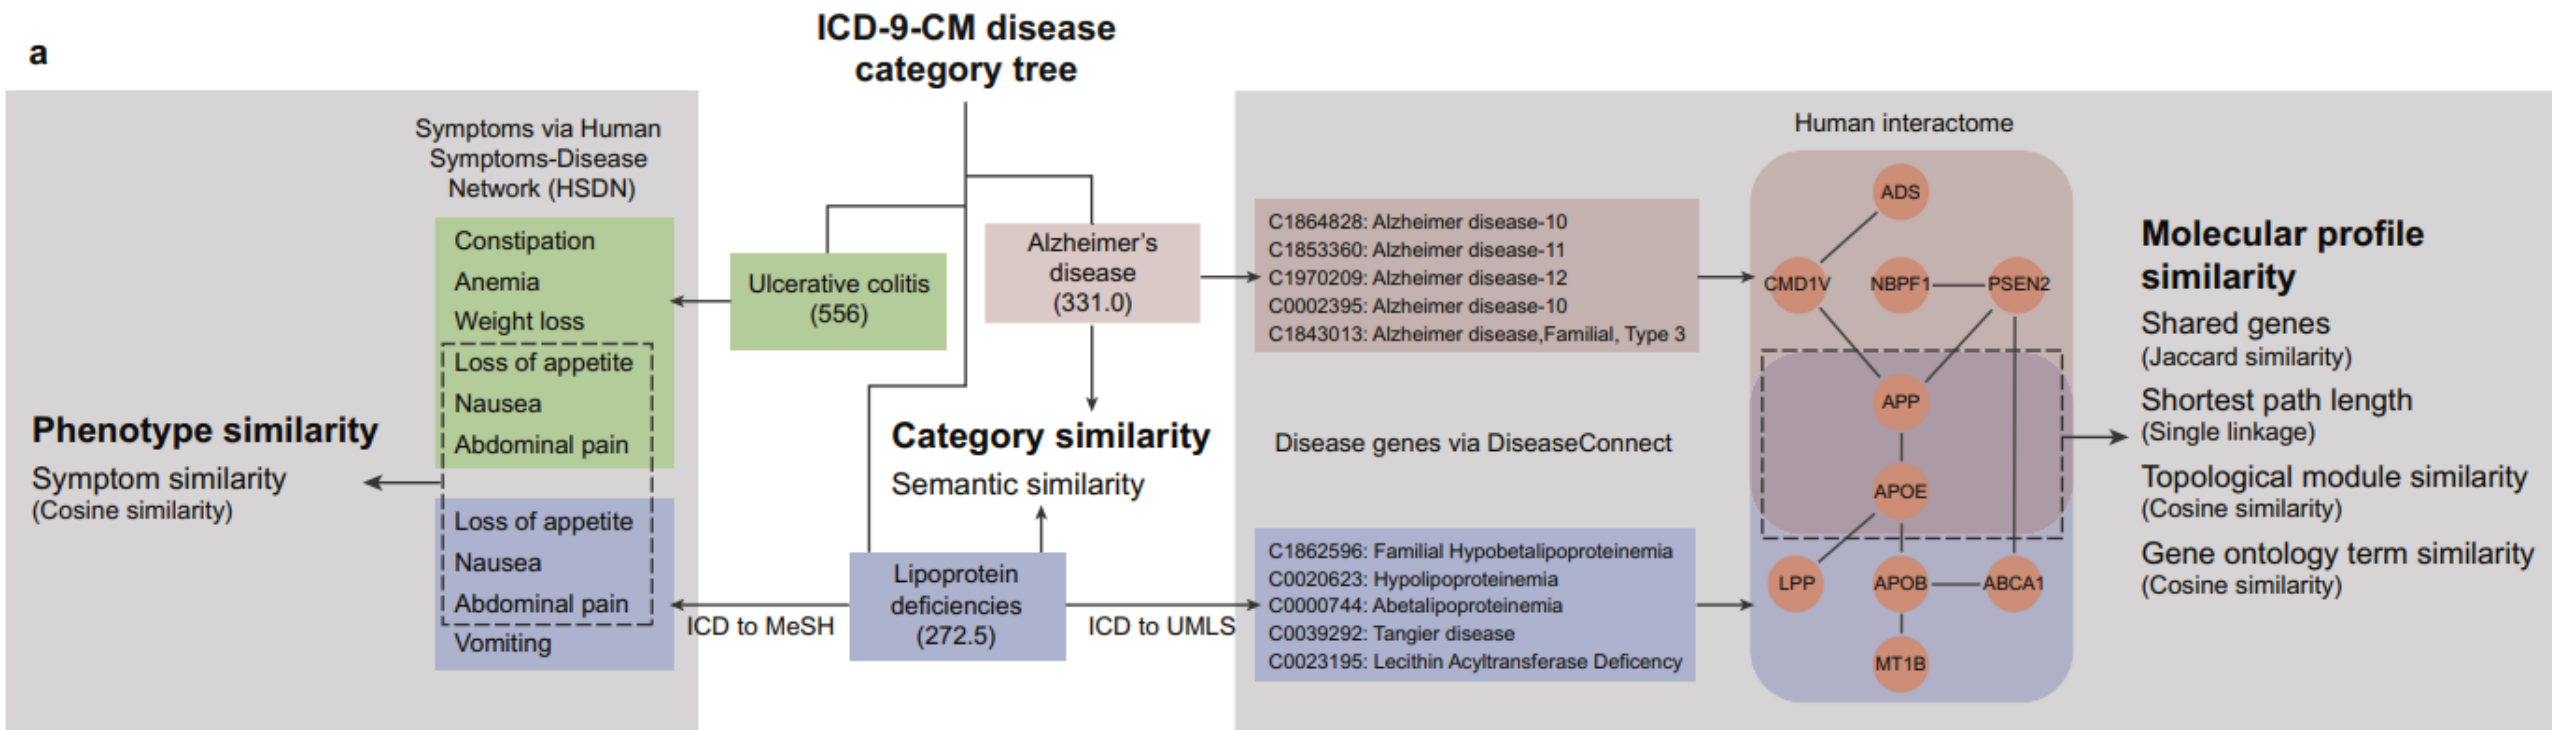 a
ICD-9-CM disease
category tree
Symptoms via Human
Symptoms-Disease
Network (HSDN)
Constipation
Anemia
Weight loss
Loss of appetite
Nausea
Abdominal pain
Loss of appetite
Nausea
Abdominal pain
Vomiting
Phenotype similarity
Symptom similarity
(Cosine similarity)
Ulcerative colitis
(556)
Alzheimer's
disease
(331.0)
Category similarity
Semantic similarity
Lipoprotein
deficiencies
(272.5)
ICD to MeSH
ICD to UMLS
C1864828: Alzheimer disease-10
C1853360: Alzheimer disease-11
C1970209: Alzheimer disease-12
C0002395: Alzheimer disease-10
C1843013: Alzheimer disease,Familial, Type 3
Disease genes via DiseaseConnect
C1862596: Familial Hypobetalipoproteinemia
C0020623: Hypolipoproteinemia
C0000744: Abetalipoproteinemia
C0039292: Tangier disease
C0023195: Lecithin Acyltransferase Deficency
Human interactome
ADS
CMD1V
NBPF1
PSEN2
APP
APOE
LPP
APOB
ABCA1
MT1B
Molecular profile
similarity
Shared genes
(Jaccard similarity)
Shortest path length
(Single linkage)
Topological module similarity
(Cosine similarity)
Gene ontology term similarity
(Cosine similarity)